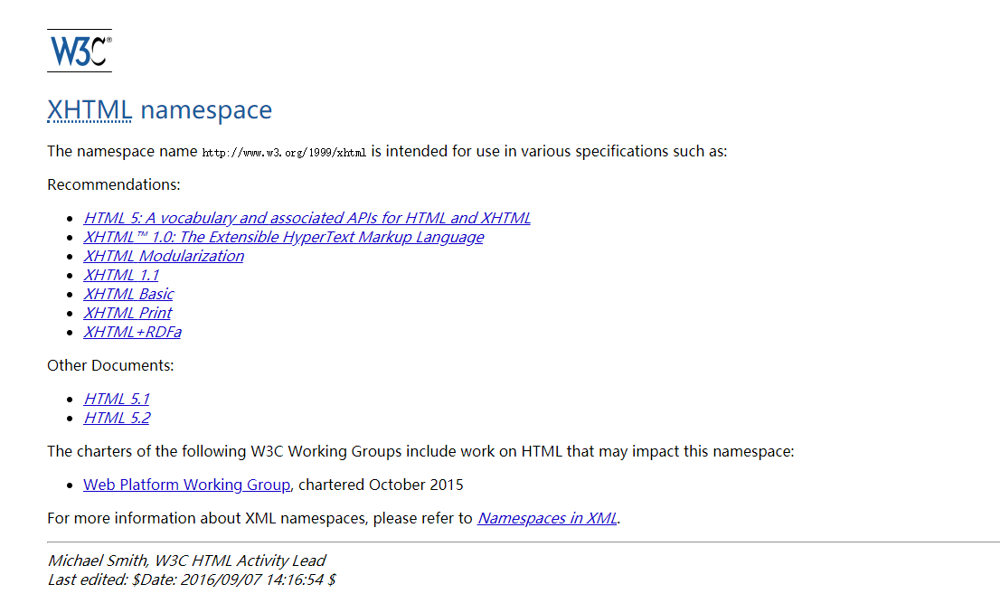 W3C®
XHTML namespace
The namespace name http://www.w3.org/1999/xhtml is intended for use in various specifications such as:
Recommendations:
HTML 5: A vocabulary and associated APIs for HTML and XHTML
XHTML™ 1.0: The Extensible HyperText Markup Language
XHTML Modularization
XHTML 1.1
XHTML Basic
XHTML Print
XHTML+RDFa
Other Documents:
HTML 5.1
HTML 5.2
The charters of the following W3C Working Groups include work on HTML that may impact this namespace:
Web Platform Working Group, chartered October 2015
For more information about XML namespaces, please refer to Namespaces in XML.
Michael Smith, W3C HTML Activity Lead
Last edited: $Date: 2016/09/07 14:16:54 $